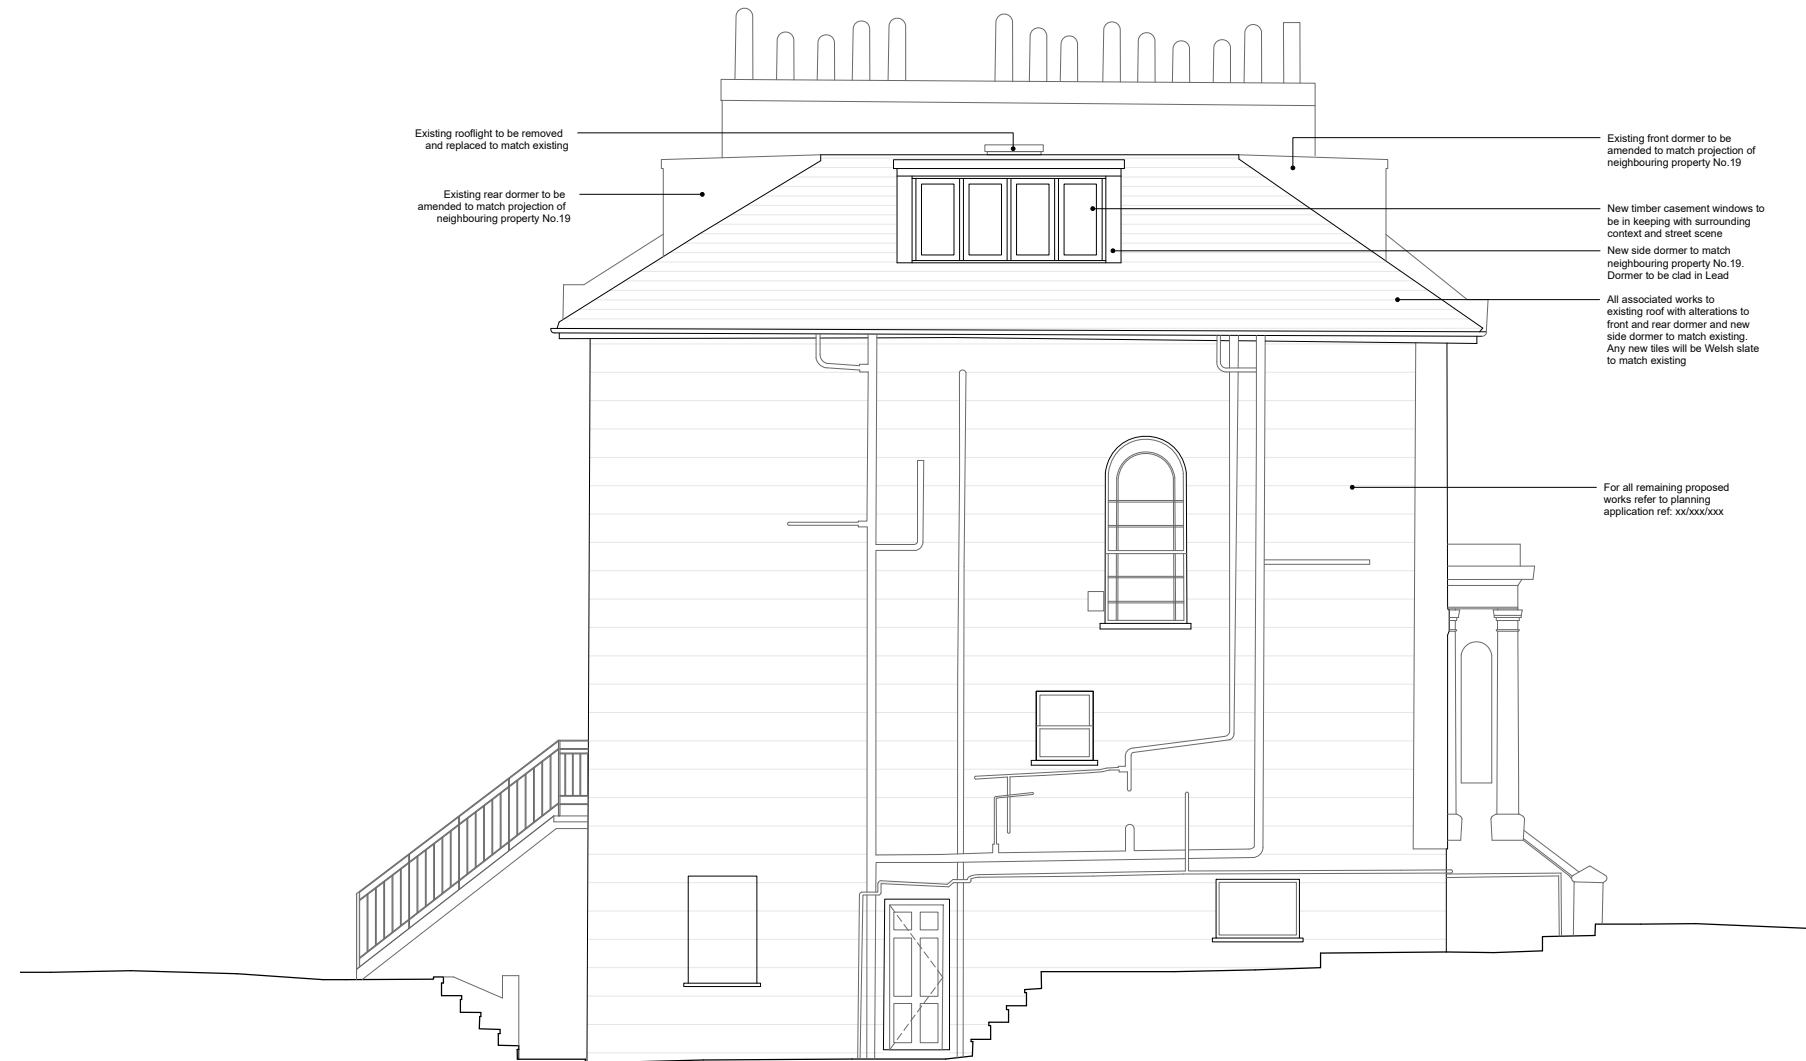 Existing rooflight to be removed
and replaced to match existing
Existing rear dormer to be
amended to match projection of
neighbouring property No.19
Existing front dormer to be
amended to match projection of
neighbouring property No.19
New timber casement windows to
be in keeping with surrounding
context and street scene
New side dormer to match
neighbouring property No.19.
Dormer to be clad in Lead
All associated works to
existing roof with alterations to
front and rear dormer and new
side dormer to match existing.
Any new tiles will be Welsh slate
to match existing
For all remaining proposed
works refer to planning
application ref: xx/xxx/xxx